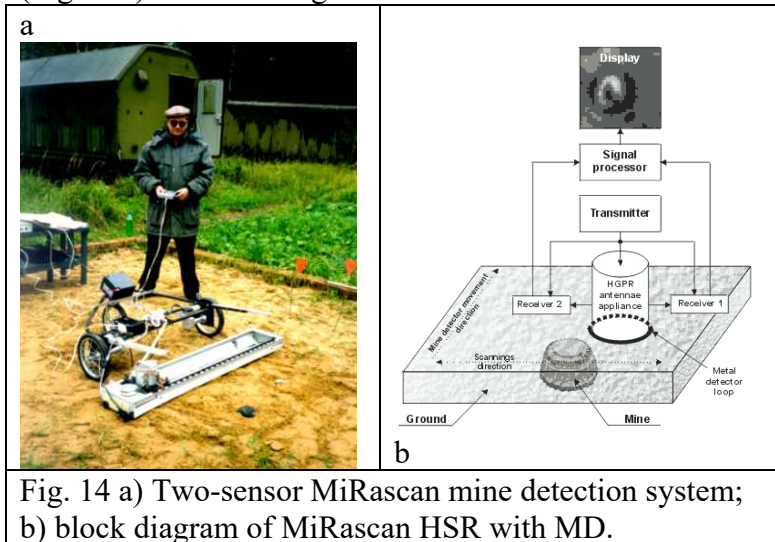 a
Display
Signal
processor
Transmitter
HGPR
antennae
appliance
Receiver 2
Receiver 1
Mine detector movement
direction
Scannings
direction
Metal
detector
loop
Ground
Mine
b
Fig. 14 a) Two-sensor MiRascan mine detection system;
b) block diagram of MiRascan HSR with MD.